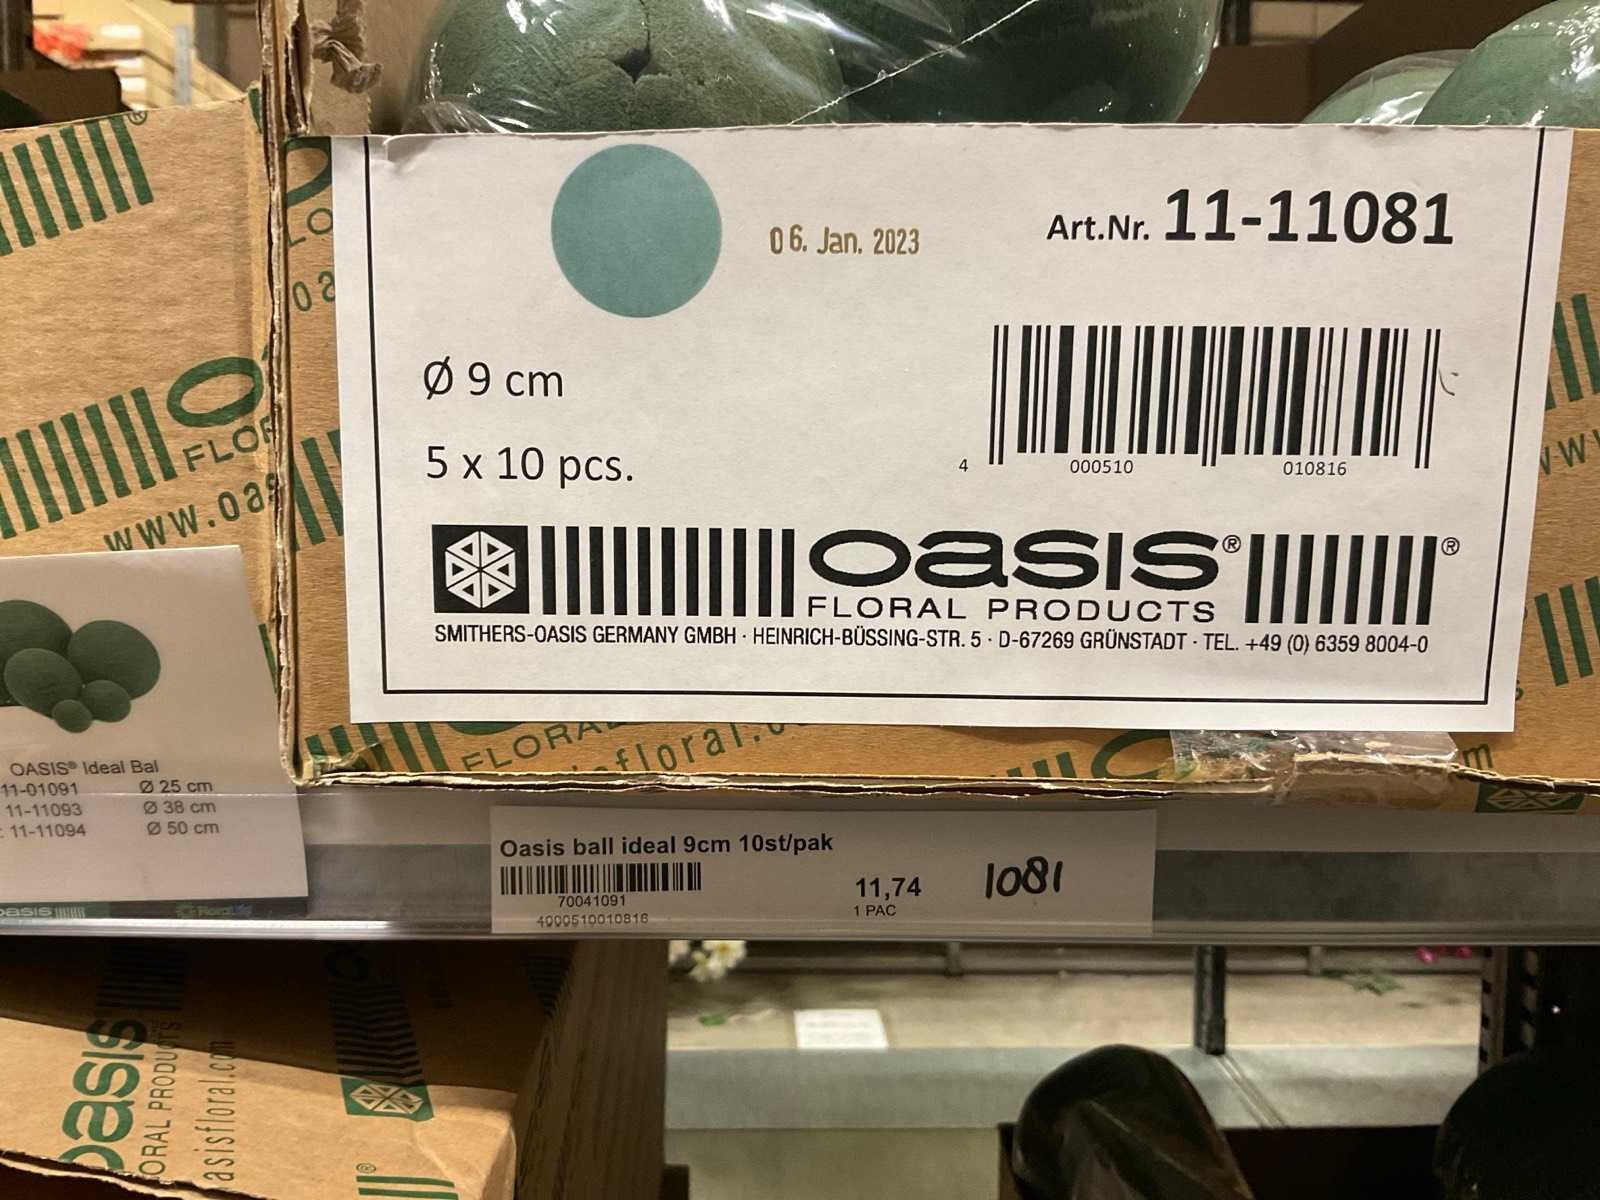 06. Jan. 2023
Art.Nr. 11-11081
Ø 9 cm
5 x 10 pcs.
4 000510 010816
OASIS® ®
FLORAL PRODUCTS
SMITHERS-OASIS GERMANY GMBH · HEINRICH-BÜSSING-STR. 5 · D-67269 GRÜNSTADT · TEL. +49 (0) 6359 8004-0
FLORAL
OASIS® Ideal Bal
11-01091 Ø 25 cm
11-11093 Ø 38 cm
: 11-11094 Ø 50 cm
Oasis ball ideal 9cm 10st/pak
70041091
4000510010816
11,74
1 PAC
1081
oasis
oasis
ORAL PRODUCTS
asisfloral.com